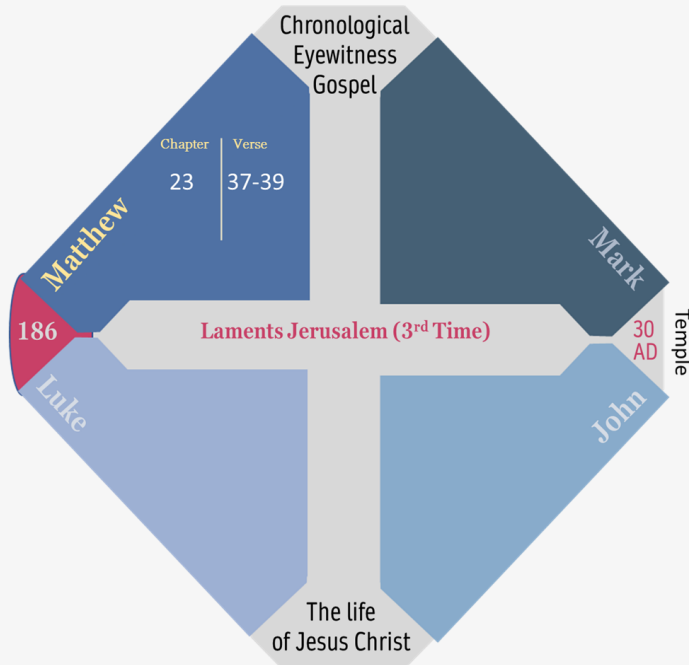 Chronological
Eyewitness
Gospel
Chapter Verse
23 37-39
Matthew
Mark
186
Laments Jerusalem (3rd Time)
30
AD
Temple
Luke
John
The life
of Jesus Christ